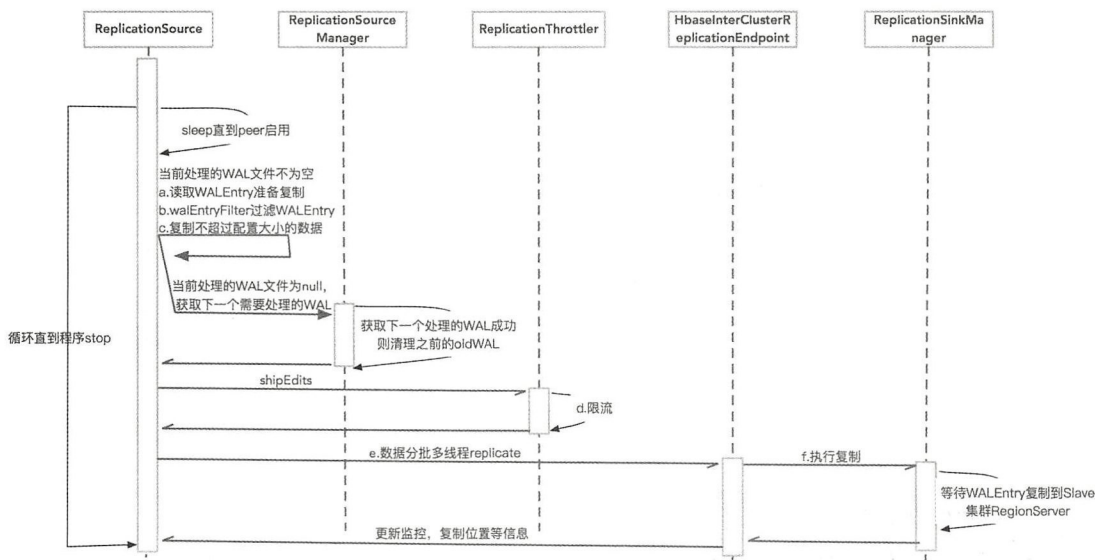 ReplicationSource
ReplicationSource
Manager
ReplicationThrottler
HbaseInterClusterR
eplicationEndpoint
ReplicationSinkMa
nager
sleep直到peer启用
当前处理的WAL文件不为空
a.读取WALEntry准备复制
b.walEntryFilter过滤WALEntry
c.复制不超过配置大小的数据
当前处理的WAL文件为null，
获取下一个需要处理的WAL
获取下一个处理的WAL成功
则清理之前的oldWAL
循环直到程序stop
shipEdits
d.限流
e.数据分批多线程replicate
f.执行复制
等待WALEntry复制到Slave
集群RegionServer
更新监控，复制位置等信息